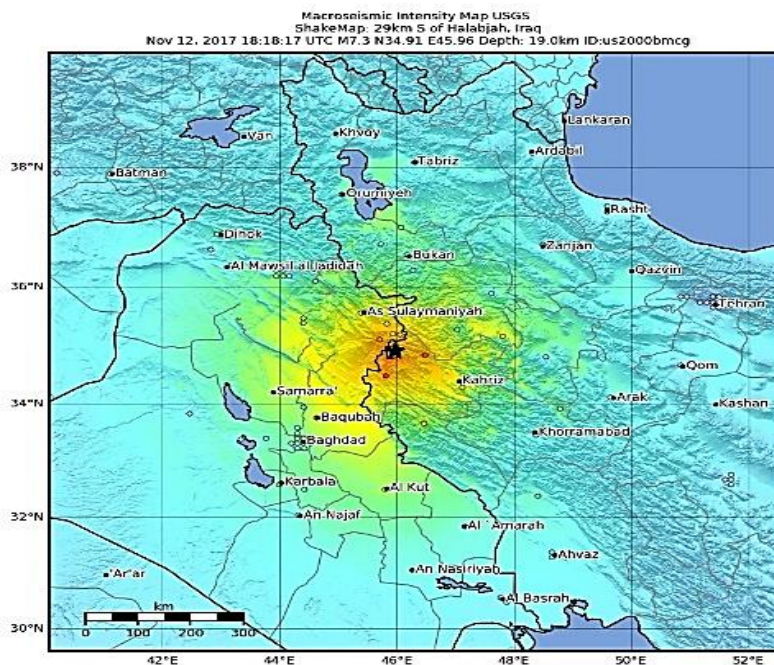 Macroseismic Intensity Map USGS
ShakeMap: 29km S of Halabjah, Iraq
Nov 12, 2017 18:18:17 UTC M7.3 N34.91 E45.96 Depth: 19.0km ID:us2000bmcg
Lankaran
Van
Khvoy
Ardabil
38°N
Tabriz
Batman
Orumiyeh
Rasht
Dihok
Bukan
Zanjan
Al Mawsil al Jadidah
Qazvin
36°N
As Sulaymaniyah
Tehran
Qom
Kahriz
Samarra'
Arak
Kashan
34°N
Baqubah
Khorramabad
Baghdad
Karbala
Al Kut
32°N
An Najaf
Al `Amarah
Ahvaz
'Ar'ar
An Nasiriyah
Al Basrah
km
0 100 200 300
30°N
42°E 44°E 46°E 48°E 50°E 52°E